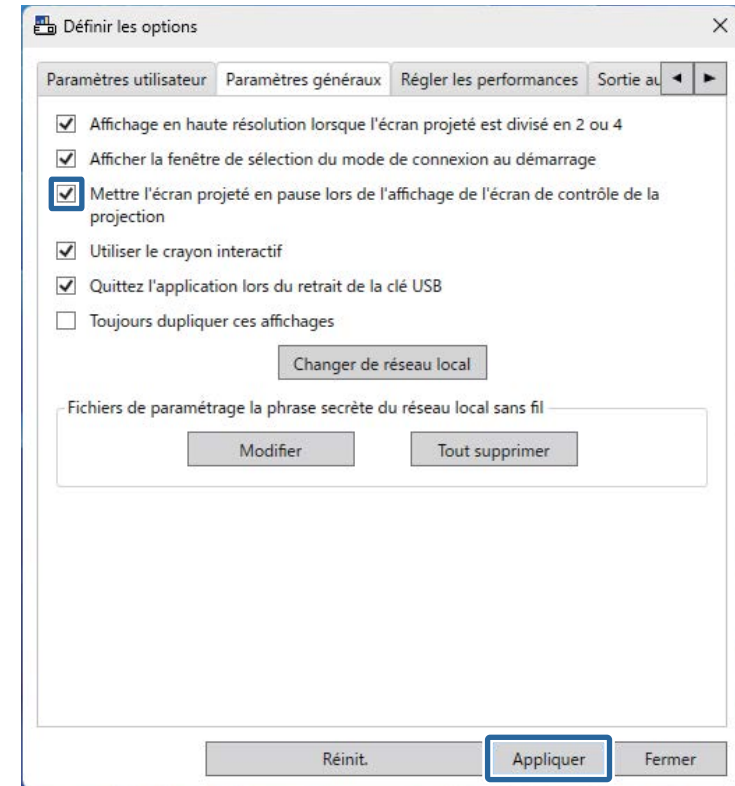 Définir les options
Paramètres utilisateur Paramètres généraux Régler les performances Sortie
Affichage en haute résolution lorsque l'écran projeté est divisé en 2 ou 4
Afficher la fenêtre de sélection du mode de connexion au démarrage
Mettre l'écran projeté en pause lors de l'affichage de l'écran de contrôle de la
projection
Utiliser le crayon interactif
Quittez l'application lors du retrait de la clé USB
Toujours dupliquer ces affichages
Changer de réseau local
Fichiers de paramétrage la phrase secrète du réseau local sans fil
Modifier Tout supprimer
Réinit. Appliquer Fermer